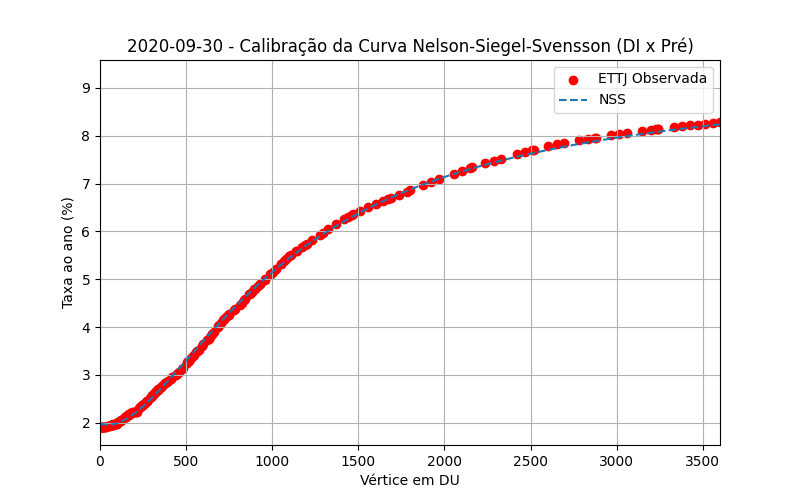 2020-09-30 - Calibração da Curva Nelson-Siegel-Svensson (DI x Pré)
ETTJ Observada
NSS
Taxa ao ano (%)
9
8
7
6
5
4
3
2
0 500 1000 1500 2000 2500 3000 3500
Vértice em DU